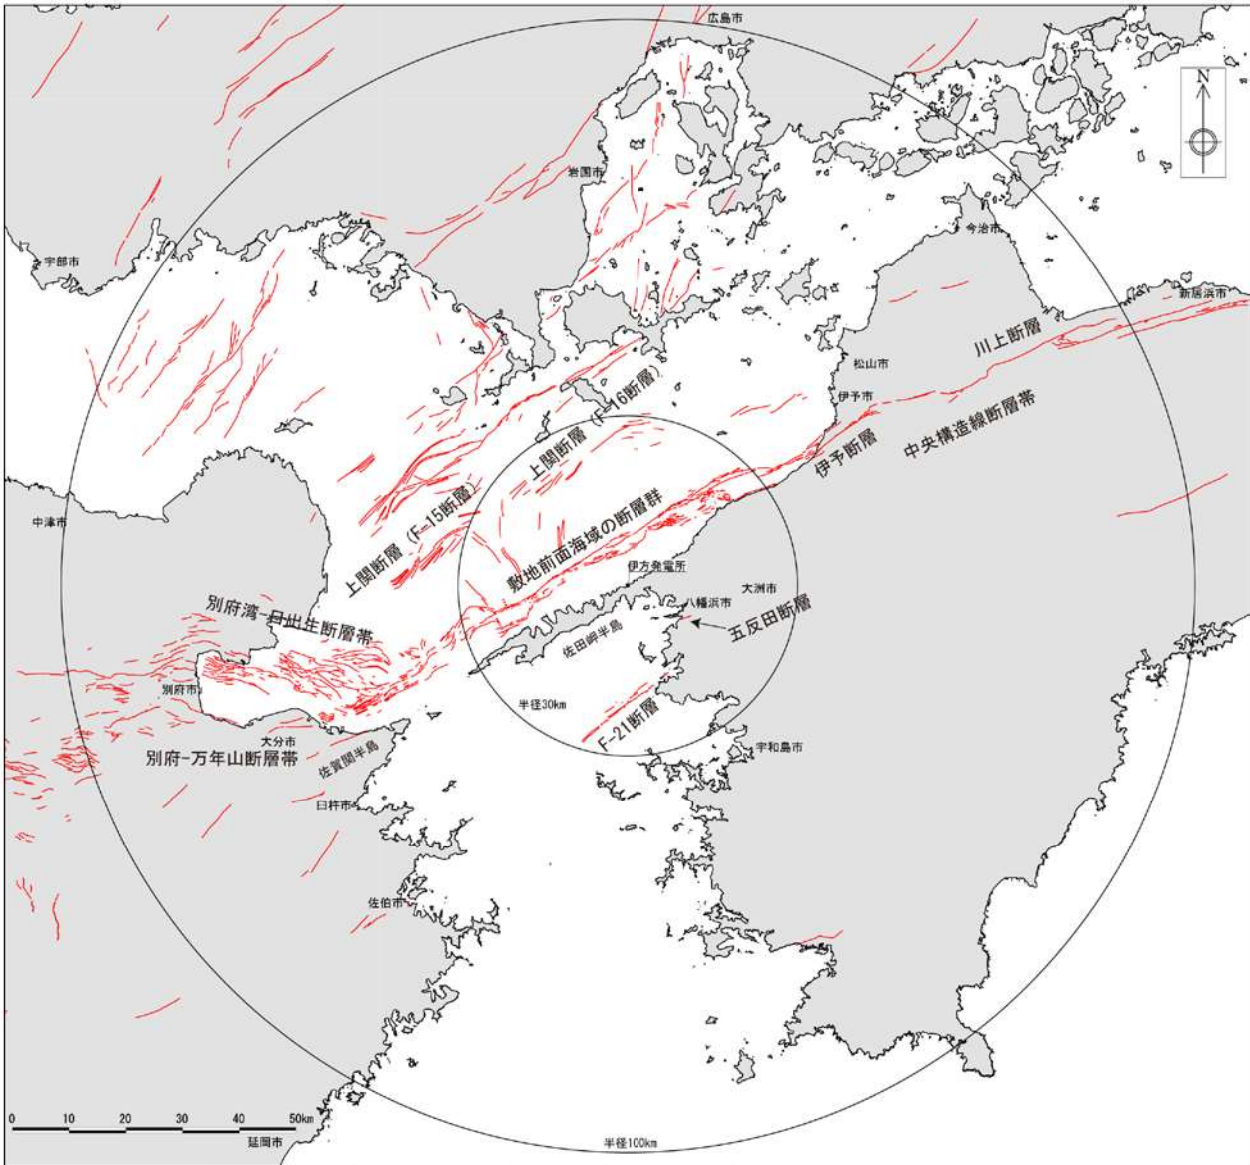 広島市
N
岩国市
宇部市
今治市
新居浜市
川上断層
松山市
伊予市
上関断層(F-16断層)
中央構造線断層帯
伊予断層
中津市
上関断層(F-15断層)
敷地前面海域の断層群
伊方発電所
大洲市
八幡浜市
五反田断層
別府湾-日出生断層帯
佐田岬半島
別府市
半径30km
F-21断層
大分市
宇和島市
別府-万年山断層帯
佐賀関半島
臼杵市
佐伯市
0 10 20 30 40 50km
延岡市
半径100km